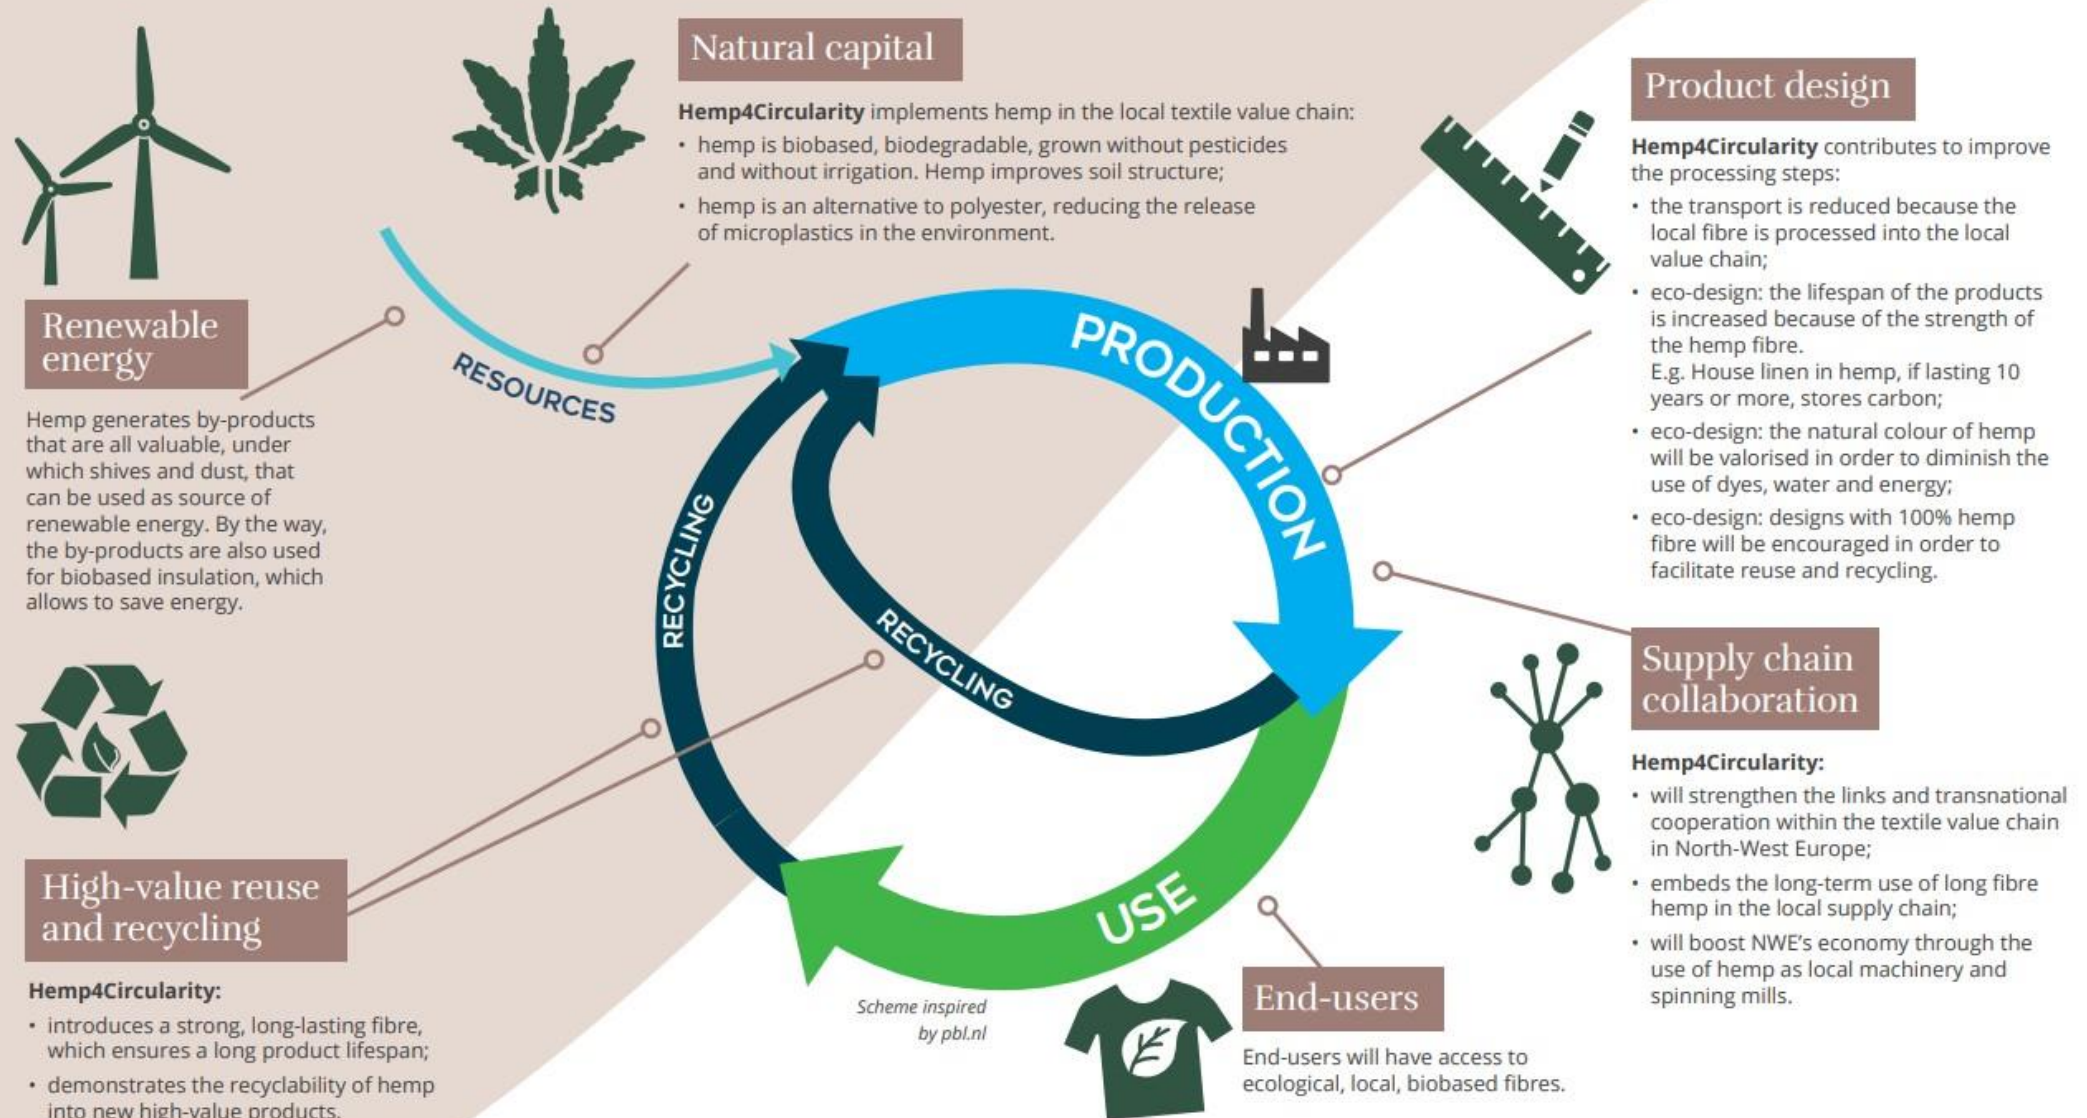 Natural capital
Hemp4Circularity implements hemp in the local textile value chain:
• hemp is biobased, biodegradable, grown without pesticides
and without irrigation. Hemp improves soil structure;
• hemp is an alternative to polyester, reducing the release
of microplastics in the environment.
Product design
Hemp4Circularity contributes to improve
the processing steps:
• the transport is reduced because the
local fibre is processed into the local
value chain;
• eco-design: the lifespan of the products
is increased because of the strength of
the hemp fibre.
E.g. House linen in hemp, if lasting 10
years or more, stores carbon;
• eco-design: the natural colour of hemp
will be valorised in order to diminish the
use of dyes, water and energy;
• eco-design: designs with 100% hemp
fibre will be encouraged in order to
facilitate reuse and recycling.
Renewable
energy
Hemp generates by-products
that are all valuable, under
which shives and dust, that
can be used as source of
renewable energy. By the way,
the by-products are also used
for biobased insulation, which
allows to save energy.
RESOURCES
PRODUCTION
RECYCLING
RECYCLING
USE
Supply chain
collaboration
Hemp4Circularity:
• will strengthen the links and transnational
cooperation within the textile value chain
in North-West Europe;
• embeds the long-term use of long fibre
hemp in the local supply chain;
• will boost NWE's economy through the
use of hemp as local machinery and
spinning mills.
High-value reuse
and recycling
Hemp4Circularity:
• introduces a strong, long-lasting fibre,
which ensures a long product lifespan;
• demonstrates the recyclability of hemp
into new high-value products.
Scheme inspired
by pbl.nl
End-users
End-users will have access to
ecological, local, biobased fibres.